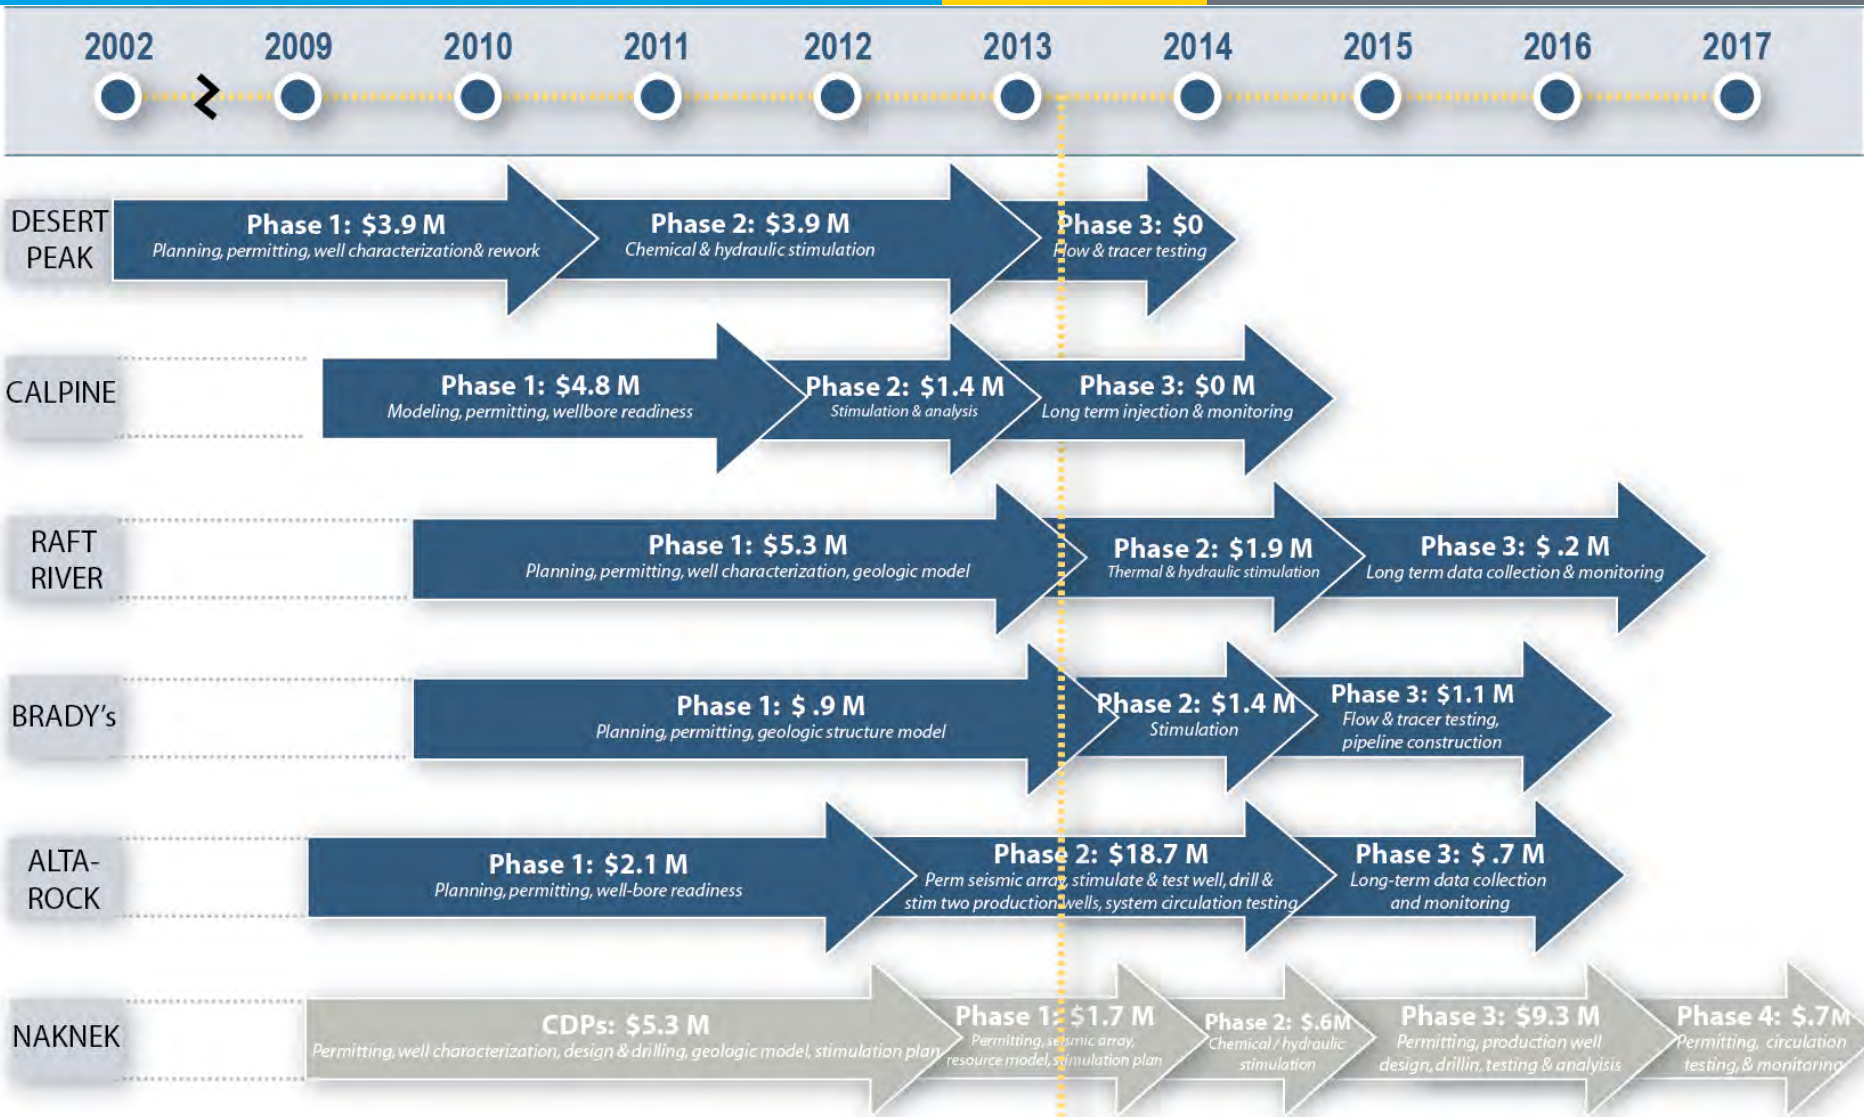 2002 2009 2010 2011 2012 2013 2014 2015 2016 2017
DESERT
PEAK
Phase 1: $3.9 M
Planning, permitting, well characterization& rework
Phase 2: $3.9 M
Chemical & hydraulic stimulation
Phase 3: $0
Flow & tracer testing
CALPINE
Phase 1: $4.8 M
Modeling, permitting, wellbore readiness
Phase 2: $1.4 M
Stimulation & analysis
Phase 3: $0 M
Long term injection & monitoring
RAFT
RIVER
Phase 1: $5.3 M
Planning, permitting, well characterization, geologic model
Phase 2: $1.9 M
Thermal & hydraulic stimulation
Phase 3: $ .2 M
Long term data collection & monitoring
BRADY's
Phase 1: $ .9 M
Planning, permitting, geologic structure model
Phase 2: $1.4 M
Stimulation
Phase 3: $1.1 M
Flow & tracer testing,
pipeline construction
ALTA-
ROCK
Phase 1: $2.1 M
Planning, permitting, well-bore readiness
Phase 2: $18.7 M
Perm seismic array, stimulate & test well, drill &
stim two production wells, system circulation testing
Phase 3: $ .7 M
Long-term data collection
and monitoring
NAKNEK
CDPs: $5.3 M
Permitting, well characterization, design & drilling, geologic model, stimulation plan
Phase 1: $1.7 M
Permitting, seismic array,
resource model, stimulation plan
Phase 2: $.6M
Chemical / hydraulic
stimulation
Phase 3: $9.3 M
Permitting, production well
design, drillin, testing & analyisis
Phase 4: $.7M
Permitting, circulation
testing, & monitoring